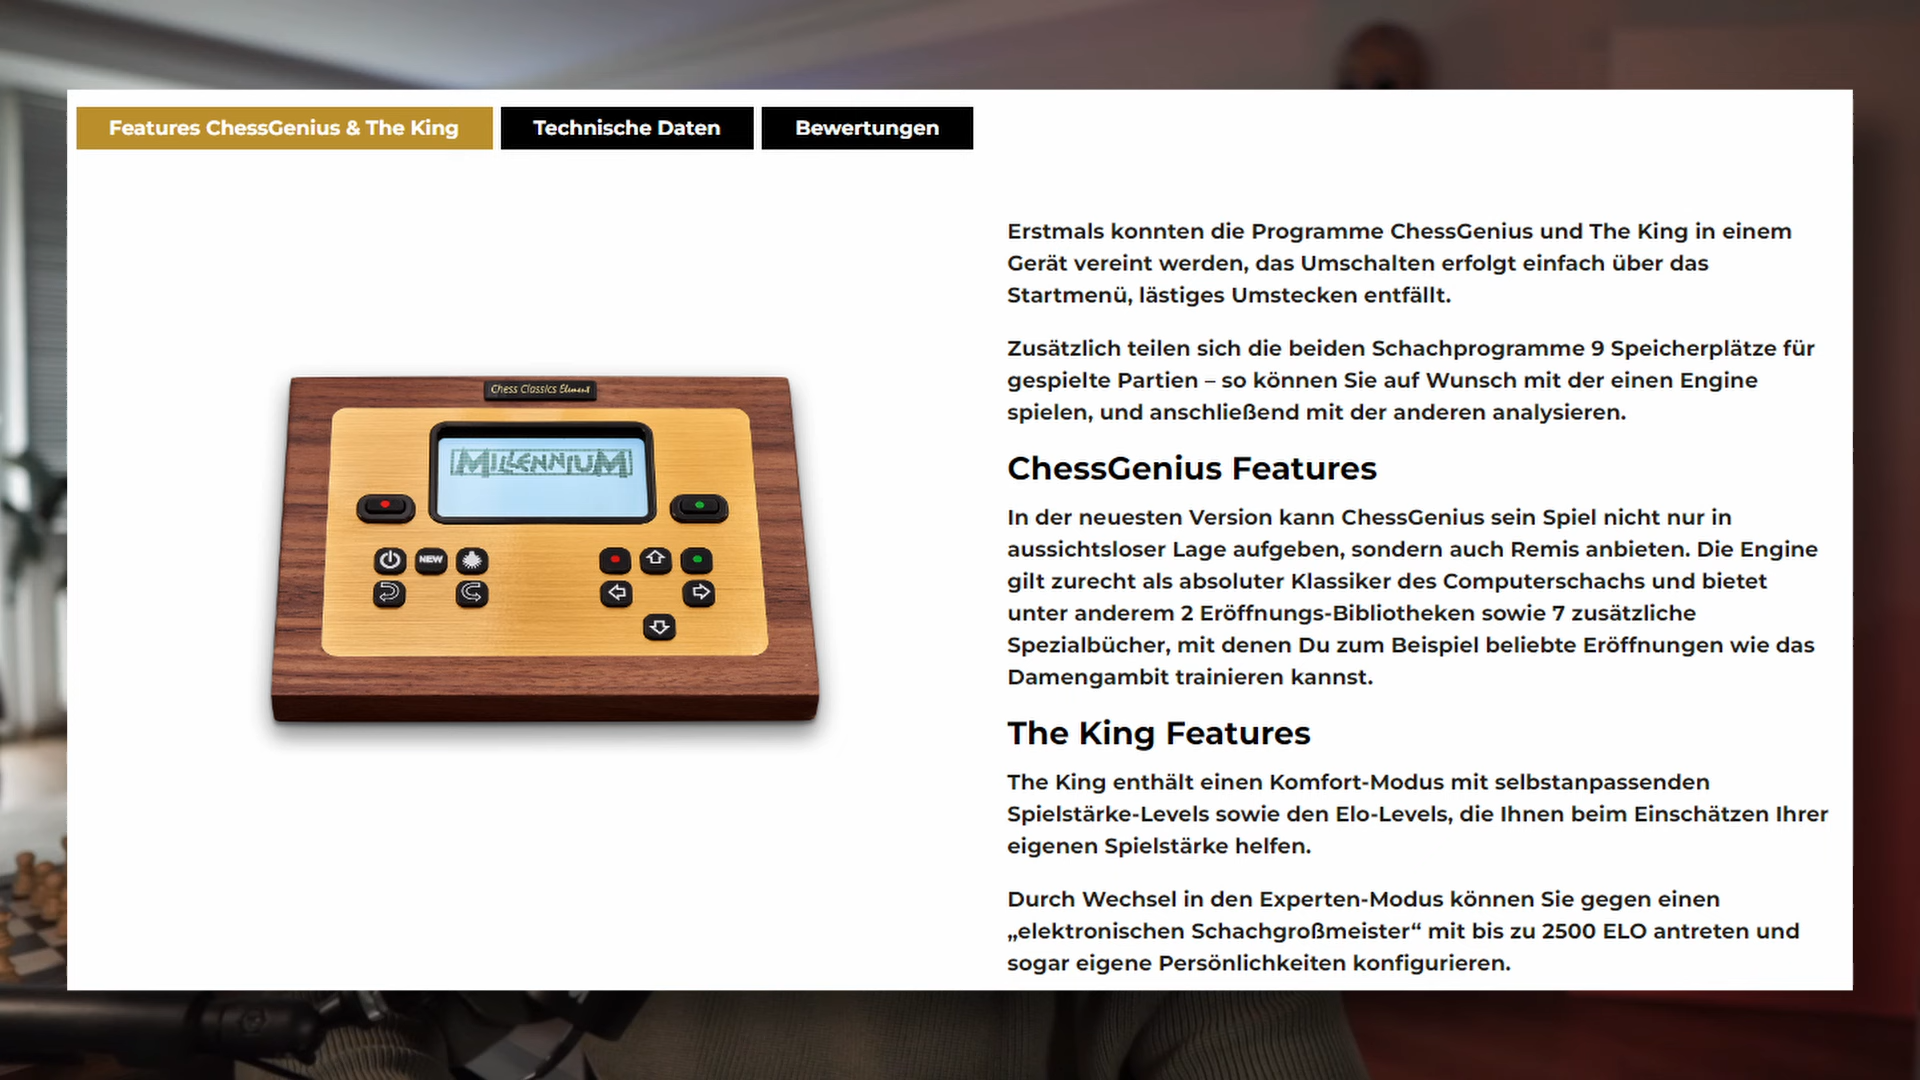 Features ChessGenius & The King
Technische Daten
Bewertungen
Erstmals konnten die Programme ChessGenius und The King in einem
Gerät vereint werden, das Umschalten erfolgt einfach über das
Startmenü, lästiges Umstecken entfällt.
Zusätzlich teilen sich die beiden Schachprogramme 9 Speicherplätze für
gespielte Partien – so können Sie auf Wunsch mit der einen Engine
spielen, und anschließend mit der anderen analysieren.
ChessGenius Features
In der neuesten Version kann ChessGenius sein Spiel nicht nur in
aussichtsloser Lage aufgeben, sondern auch Remis anbieten. Die Engine
gilt zurecht als absoluter Klassiker des Computerschachs und bietet
unter anderem 2 Eröffnungs-Bibliotheken sowie 7 zusätzliche
Spezialbücher, mit denen Du zum Beispiel beliebte Eröffnungen wie das
Damengambit trainieren kannst.
The King Features
The King enthält einen Komfort-Modus mit selbstanpassenden
Spielstärke-Levels sowie den Elo-Levels, die Ihnen beim Einschätzen Ihrer
eigenen Spielstärke helfen.
Durch Wechsel in den Experten-Modus können Sie gegen einen
„elektronischen Schachgroßmeister“ mit bis zu 2500 ELO antreten und
sogar eigene Persönlichkeiten konfigurieren.
Chess Classics Element
MILLENNIUM
NEW